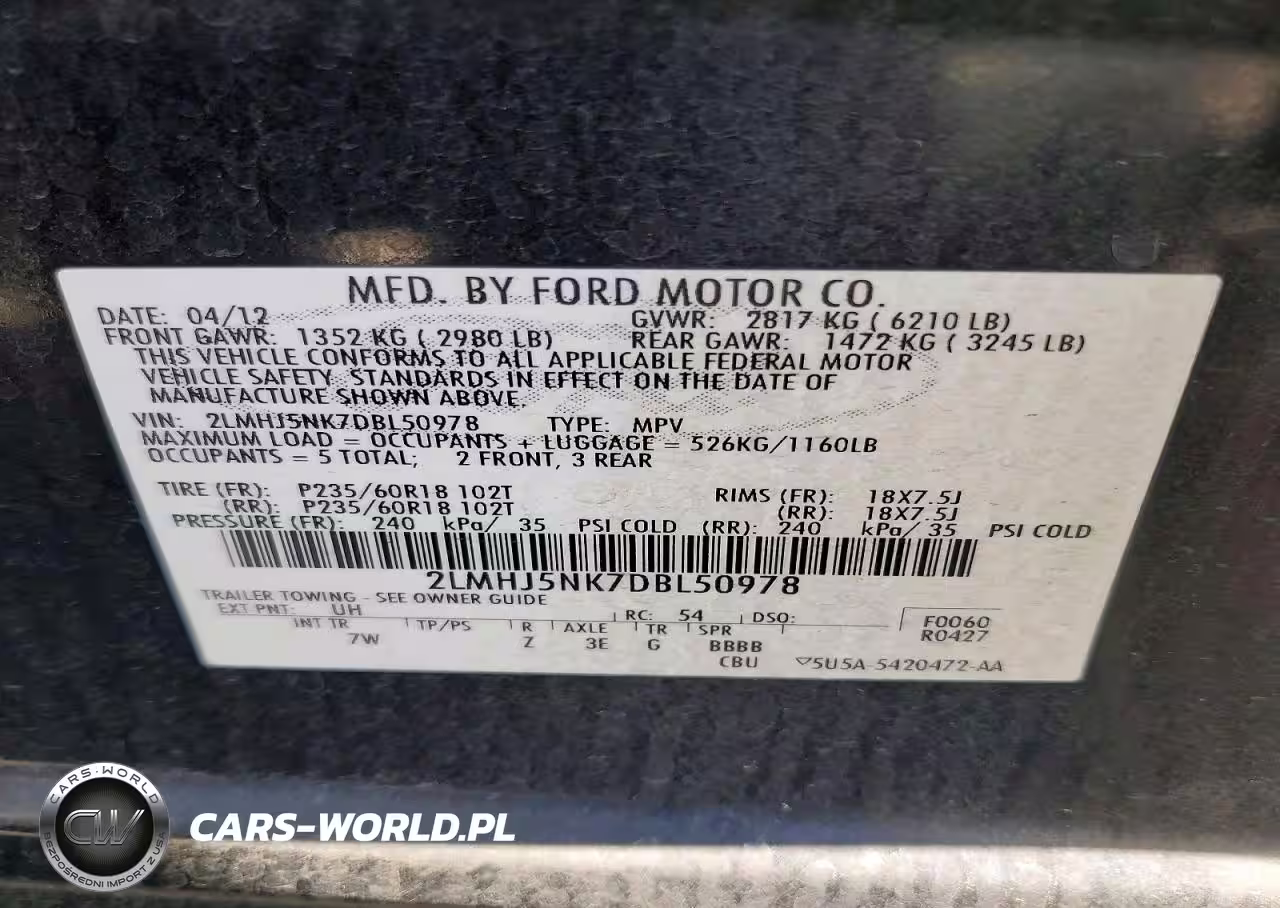 MFD. BY FORD MOTOR CO.
DATE: 04/12 GVWR: 2817 KG ( 6210 LB)
FRONT GAWR: 1352 KG ( 2980 LB) REAR GAWR: 1472 KG ( 3245 LB)
THIS VEHICLE CONFORMS TO ALL APPLICABLE FEDERAL MOTOR
VEHICLE SAFETY STANDARDS IN EFFECT ON THE DATE OF
MANUFACTURE SHOWN ABOVE.
VIN: 2LMHJ5NK7DBL50978 TYPE: MPV
MAXIMUM LOAD = OCCUPANTS + LUGGAGE = 526KG/1160LB
OCCUPANTS = 5 TOTAL; 2 FRONT, 3 REAR
TIRE (FR): P235/60R18 102T RIMS (FR): 18X7.5J
(RR): P235/60R18 102T (RR): 18X7.5J
PRESSURE (FR): 240 kPa/ 35 PSI COLD (RR): 240 kPa/ 35 PSI COLD
2LMHJ5NK7DBL50978
TRAILER TOWING - SEE OWNER GUIDE
EXT PNT: UH RC: 54 DSO: F0060
INT TR TP/PS R AXLE TR SPR R0427
7W Z 3E G BBBB
CBU ▽5U5A-5420472-AA
CARS-WORLD
CW
BEZPOŚREDNI IMPORT Z USA
CARS-WORLD.PL